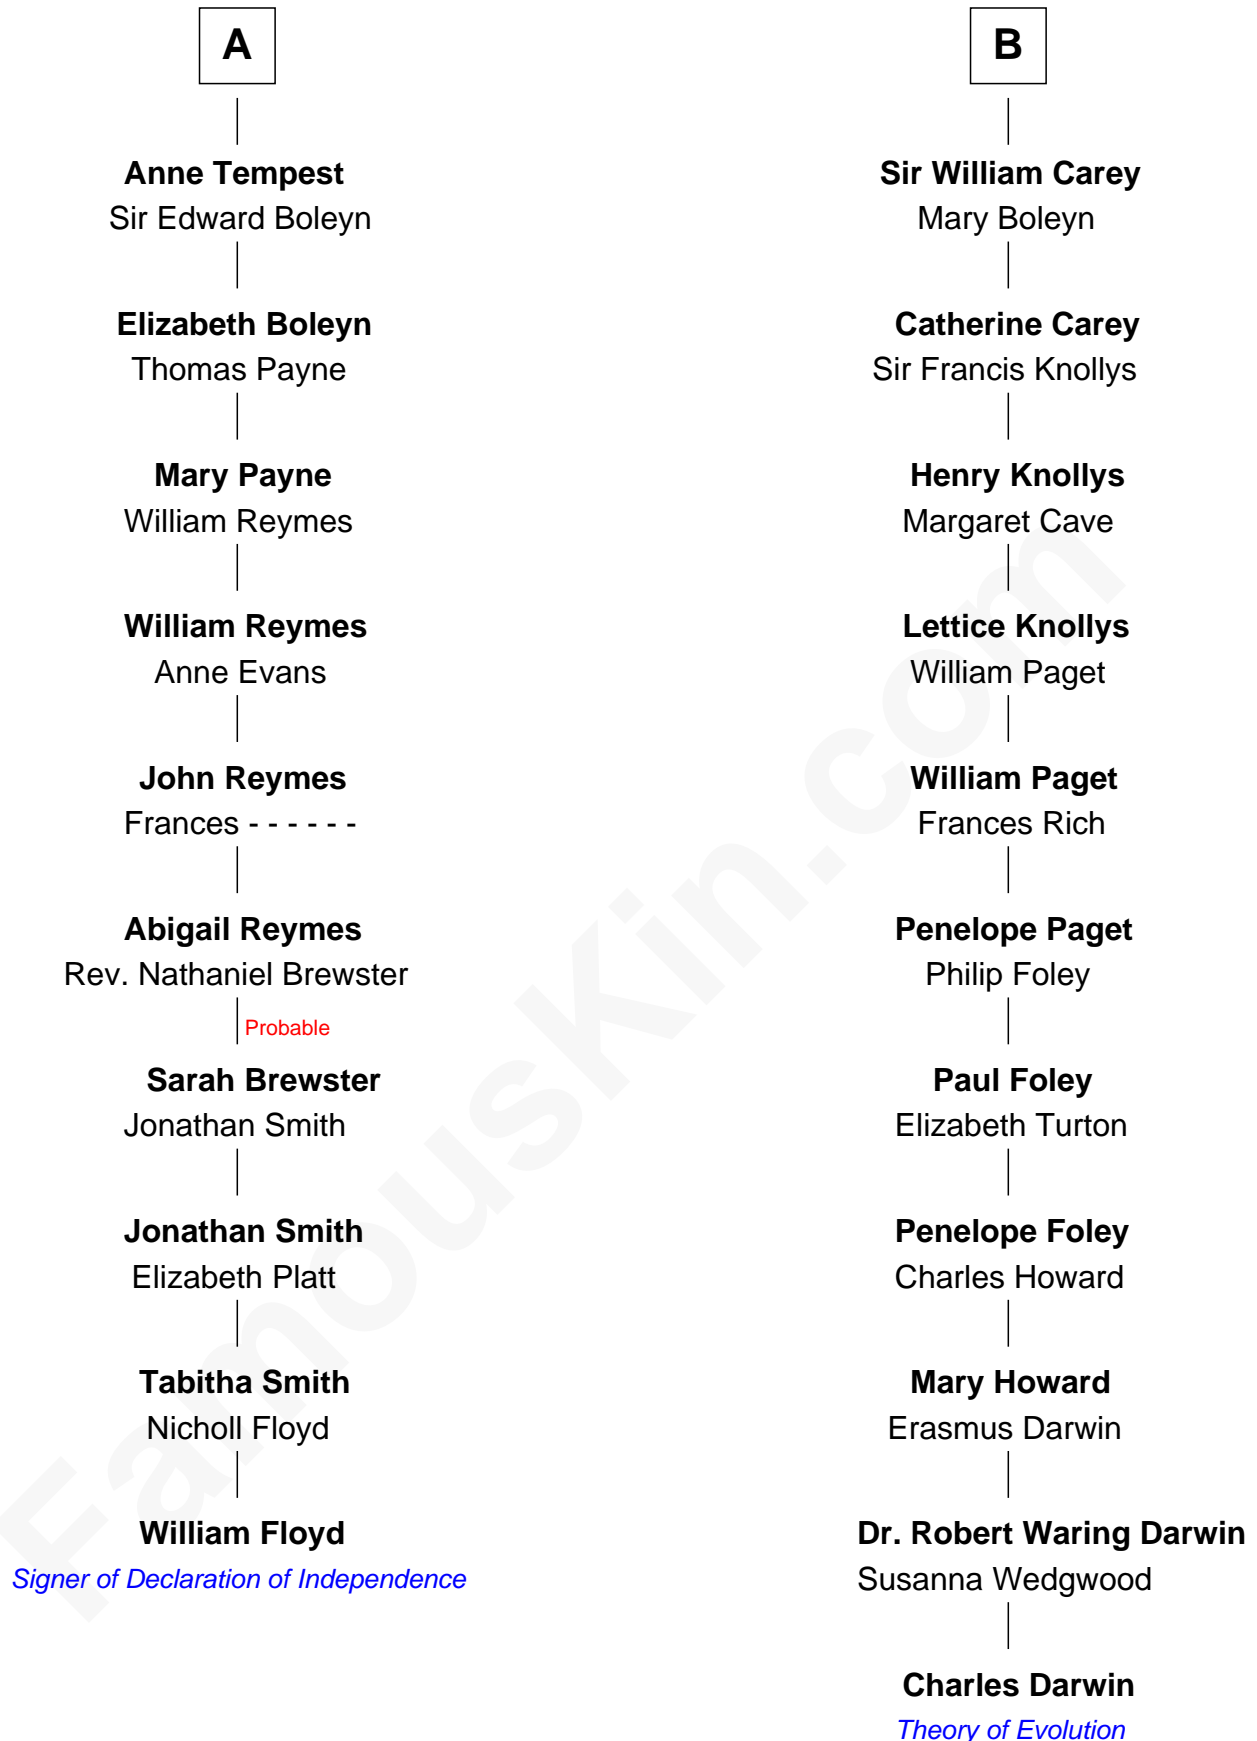 A
Anne Tempest
Sir Edward Boleyn
Elizabeth Boleyn
Thomas Payne
Mary Payne
William Reymes
William Reymes
Anne Evans
John Reymes
Frances - - - - - -
Abigail Reymes
Rev. Nathaniel Brewster
Probable
Sarah Brewster
Jonathan Smith
Jonathan Smith
Elizabeth Platt
Tabitha Smith
Nicholl Floyd
William Floyd
Signer of Declaration of Independence
B
Sir William Carey
Mary Boleyn
Catherine Carey
Sir Francis Knollys
Henry Knollys
Margaret Cave
Lettice Knollys
William Paget
William Paget
Frances Rich
Penelope Paget
Philip Foley
Paul Foley
Elizabeth Turton
Penelope Foley
Charles Howard
Mary Howard
Erasmus Darwin
Dr. Robert Waring Darwin
Susanna Wedgwood
Charles Darwin
Theory of Evolution
FamousKin.com